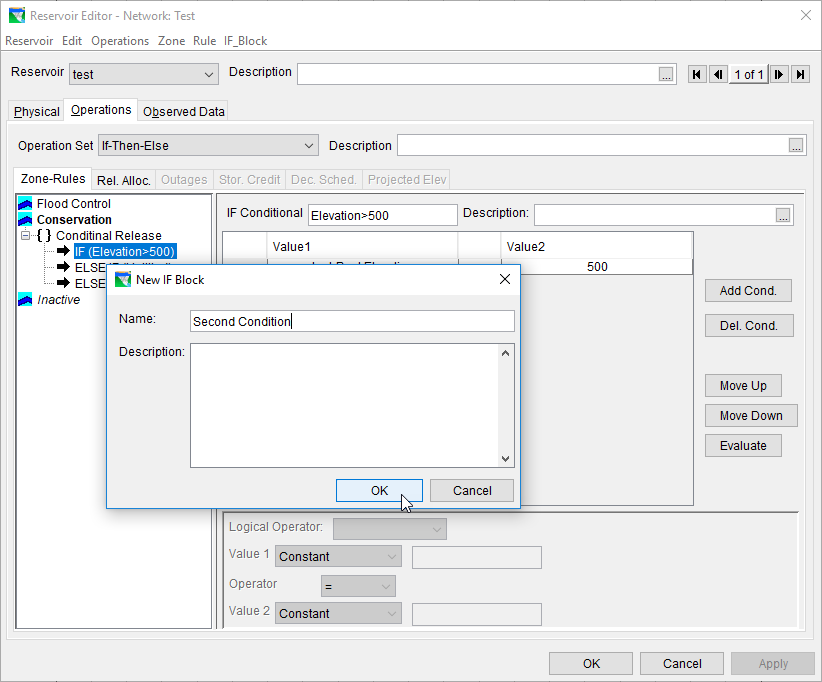 Reservoir Editor - Network: Test
Reservoir Edit Operations Zone Rule IF_Block
Reservoir test Description ... 1 of 1
Physical Operations Observed Data
Operation Set If-Then-Else Description ...
Zone-Rules Rel. Alloc. Outages Stor. Credit Dec. Sched. Projected Elev
Flood Control
Conservation
{ } Conditinal Release
IF (Elevation>500)
ELSE
ELSE
Inactive
IF Conditional Elevation>500 Description: ...
Value1 Value2
500
Add Cond.
Del. Cond.
Move Up
Move Down
Evaluate
New IF Block
Name: Second Condition
Description:
OK Cancel
Logical Operator:
Value 1 Constant
Operator =
Value 2 Constant
OK Cancel Apply